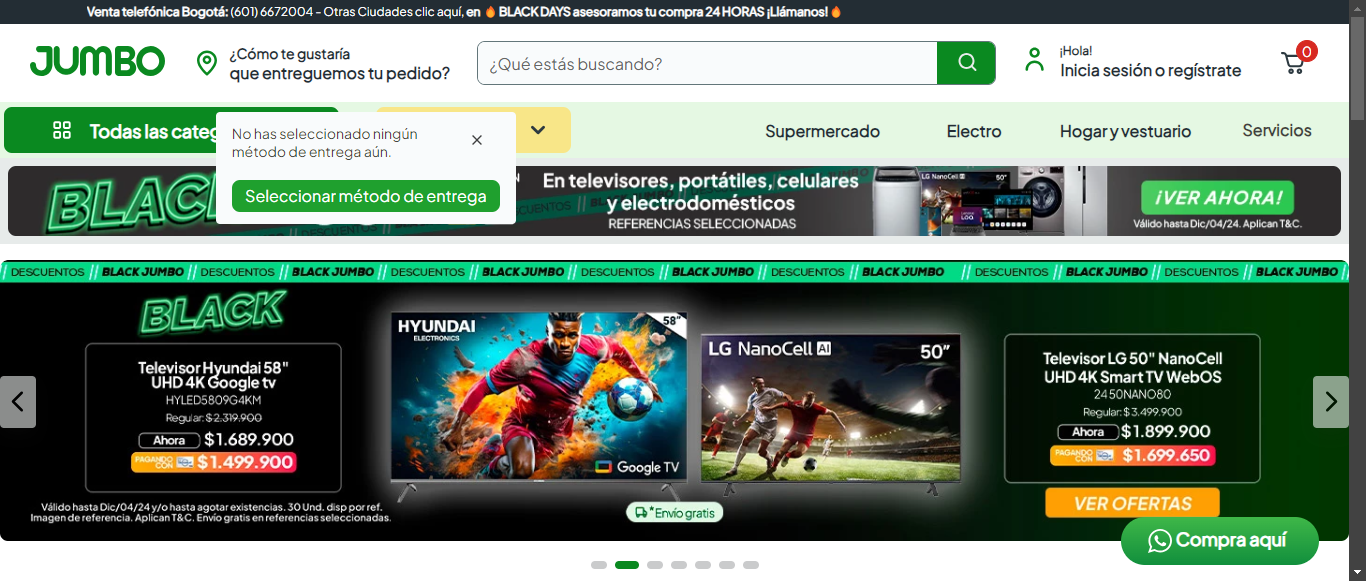 Venta telefónica Bogotá: (601) 6672004 - Otras Ciudades clic aquí, en 🔥 BLACK DAYS asesoramos tu compra 24 HORAS ¡Llámanos! 🔥
JUMBO
¿Cómo te gustaría
que entreguemos tu pedido?
¿Qué estás buscando?
¡Hola!
Inicia sesión o regístrate
0
Todas las categ
Supermercado
Electro
Hogar y vestuario
Servicios
No has seleccionado ningún
método de entrega aún.
Seleccionar método de entrega
BLACK
En televisores, portátiles, celulares
y electrodomésticos
REFERENCIAS SELECCIONADAS
LG NanoCell AI 50"
¡VER AHORA!
Válido hasta Dic/04/24. Aplican T&C.
DESCUENTOS // BLACK JUMBO // DESCUENTOS // BLACK JUMBO // DESCUENTOS // BLACK JUMBO // DESCUENTOS // BLACK JUMBO // DESCUENTOS // BLACK JUMBO // DESCUENTOS // BLACK JUMBO // DESCUENTOS // BLACK JUMBO
BLACK
Televisor Hyundai 58"
UHD 4K Google tv
HYLED5809G4KM
Regular: $ 2.319.900
Ahora $1.689.900
PAGANDO CON $1.499.900
Válido hasta Dic/04/24 y/o hasta agotar existencias. 30 Und. disp por ref.
Imagen de referencia. Aplican T&C. Envío gratis en referencias seleccionadas.
HYUNDAI
ELECTRONICS
58"
Google TV
LG NanoCell AI
50"
*Envío gratis
Televisor LG 50" NanoCell
UHD 4K Smart TV WebOS
24 50NANO80
Regular: $ 3.499.900
Ahora $1.899.900
PAGANDO CON $1.699.650
VER OFERTAS
Compra aquí